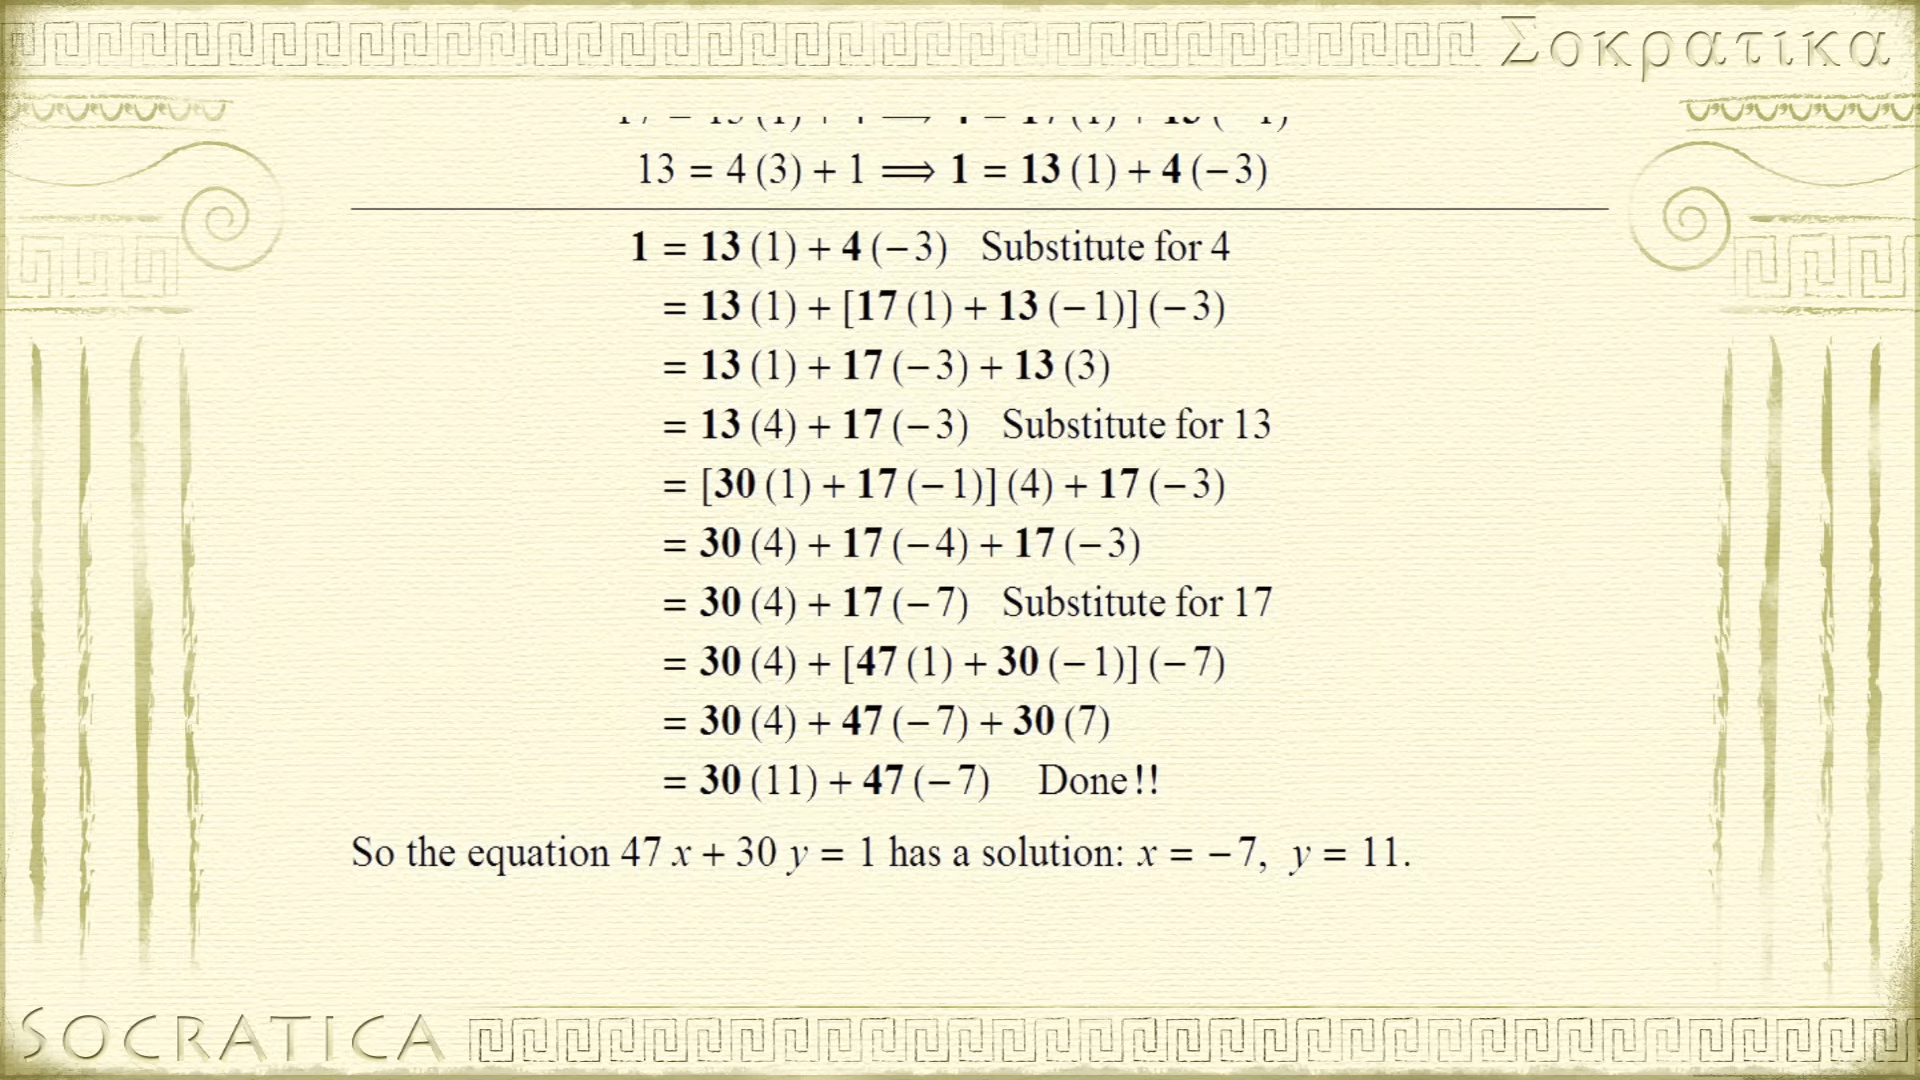 Σοκρατικα
13 = 4 (3) + 1 ⟹ 1 = 13 (1) + 4 (−3)
1 = 13 (1) + 4 (−3) Substitute for 4
= 13 (1) + [17 (1) + 13 (−1)] (−3)
= 13 (1) + 17 (−3) + 13 (3)
= 13 (4) + 17 (−3) Substitute for 13
= [30 (1) + 17 (−1)] (4) + 17 (−3)
= 30 (4) + 17 (−4) + 17 (−3)
= 30 (4) + 17 (−7) Substitute for 17
= 30 (4) + [47 (1) + 30 (−1)] (−7)
= 30 (4) + 47 (−7) + 30 (7)
= 30 (11) + 47 (−7) Done!!
So the equation 47 x + 30 y = 1 has a solution: x = −7, y = 11.
SOCRATICA